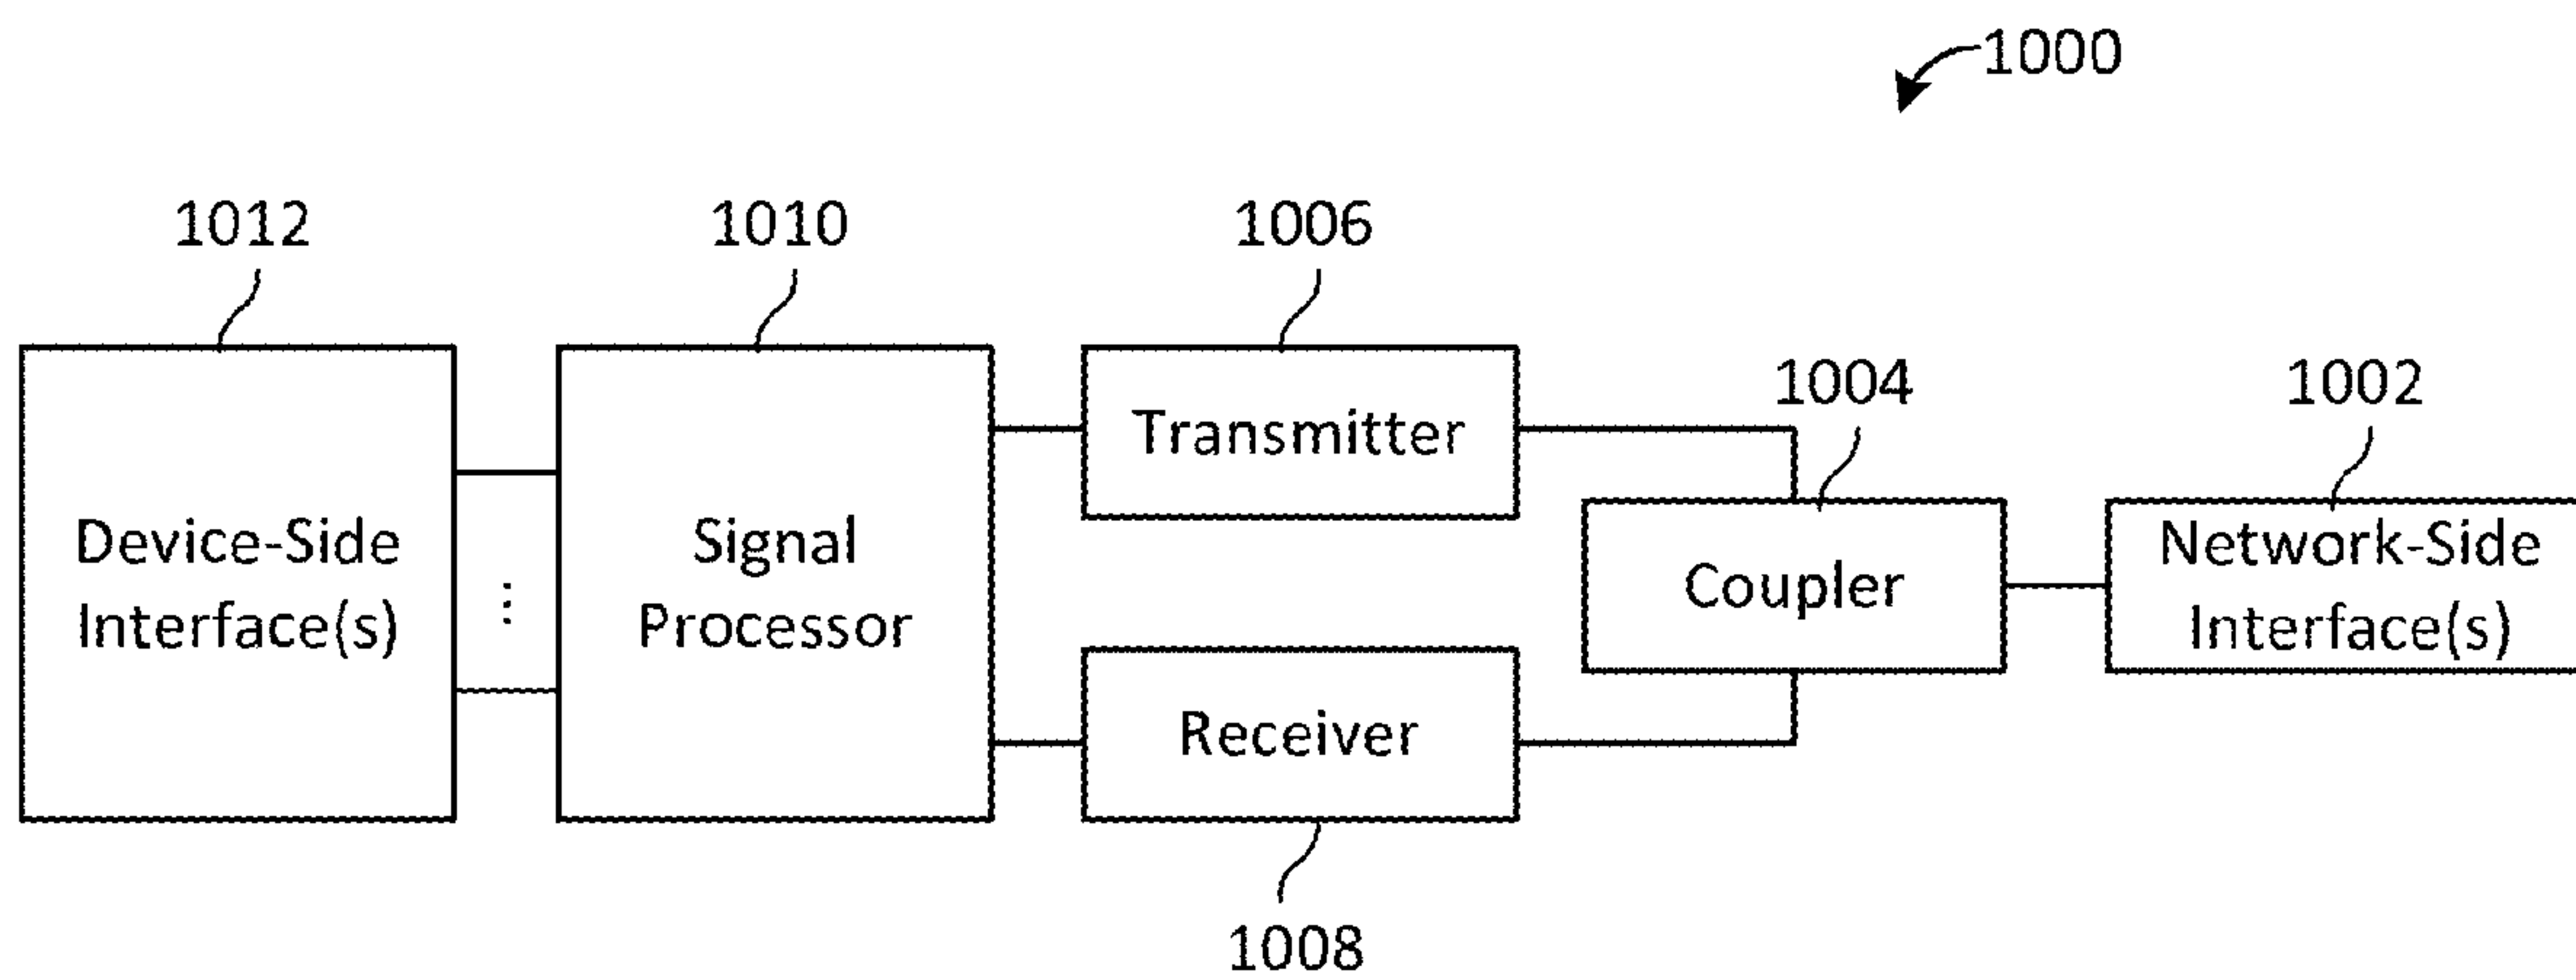 1000
1012
1010
1006
1004
1002
Device-Side
Interface(s)
⋮
Signal
Processor
Transmitter
Receiver
Coupler
Network-Side
Interface(s)
1008